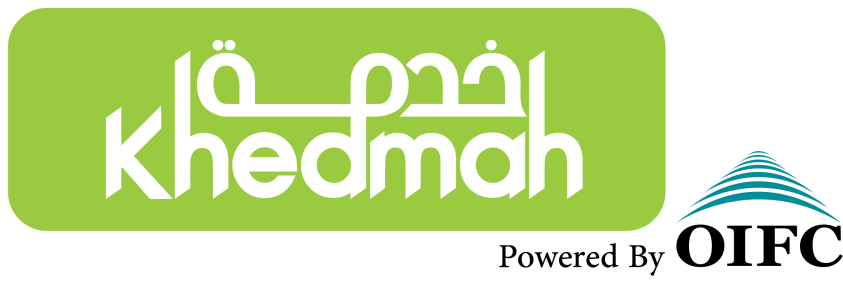 خدمة
Khedmah
Powered By OIFC